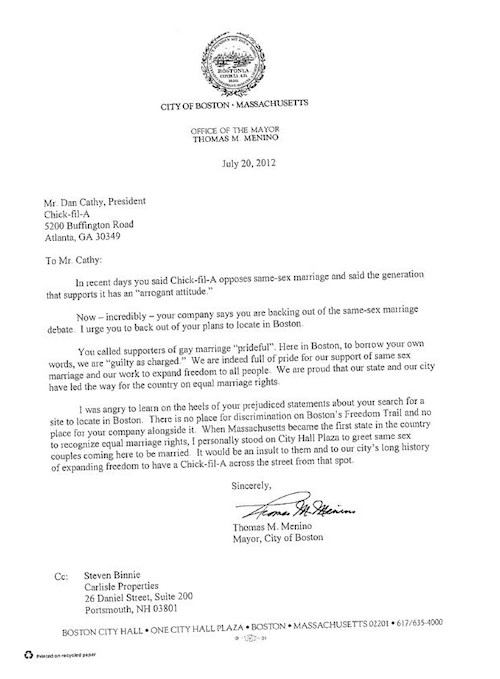 BOSTONIA
CONDITA A.D.
1630
CITY OF BOSTON • MASSACHUSETTS
OFFICE OF THE MAYOR
THOMAS M. MENINO
July 20, 2012
Mr. Dan Cathy, President
Chick-fil-A
5200 Buffington Road
Atlanta, GA 30349
To Mr. Cathy:
In recent days you said Chick-fil-A opposes same-sex marriage and said the generation
that supports it has an “arrogant attitude.”
Now – incredibly – your company says you are backing out of the same-sex marriage
debate. I urge you to back out of your plans to locate in Boston.
You called supporters of gay marriage “prideful”. Here in Boston, to borrow your own
words, we are “guilty as charged.” We are indeed full of pride for our support of same sex
marriage and our work to expand freedom to all people. We are proud that our state and our city
have led the way for the country on equal marriage rights.
I was angry to learn on the heels of your prejudiced statements about your search for a
site to locate in Boston. There is no place for discrimination on Boston's Freedom Trail and no
place for your company alongside it. When Massachusetts became the first state in the country
to recognize equal marriage rights, I personally stood on City Hall Plaza to greet same sex
couples coming here to be married. It would be an insult to them and to our city's long history
of expanding freedom to have a Chick-fil-A across the street from that spot.
Sincerely,
Thomas M. Menino
Thomas M. Menino
Mayor, City of Boston
Cc: Steven Binnie
Carlisle Properties
26 Daniel Street, Suite 200
Portsmouth, NH 03801
BOSTON CITY HALL • ONE CITY HALL PLAZA • BOSTON • MASSACHUSETTS 02201 • 617/635-4000
Printed on recycled paper